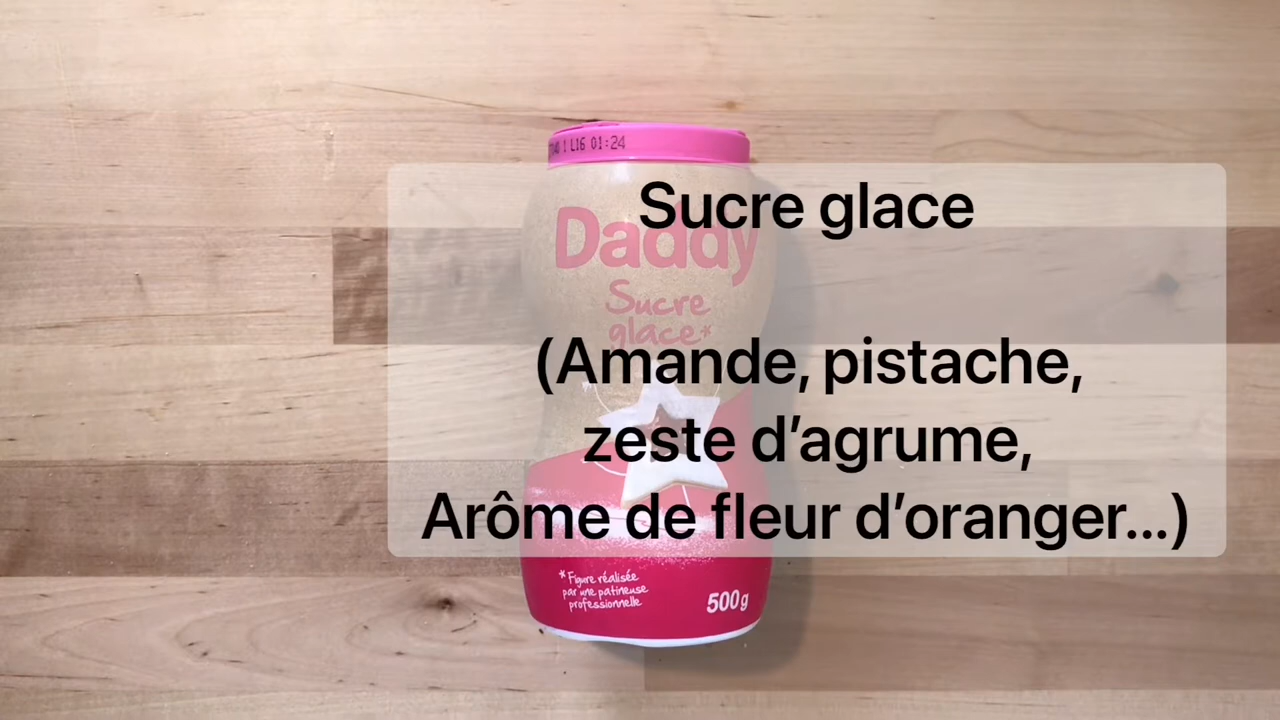 L16 01:24
Sucre glace
Daddy
Sucre
glace*
(Amande, pistache,
zeste d’agrume,
Arôme de fleur d’oranger...)
* Figure réalisée
par une patineuse
professionnelle
500g